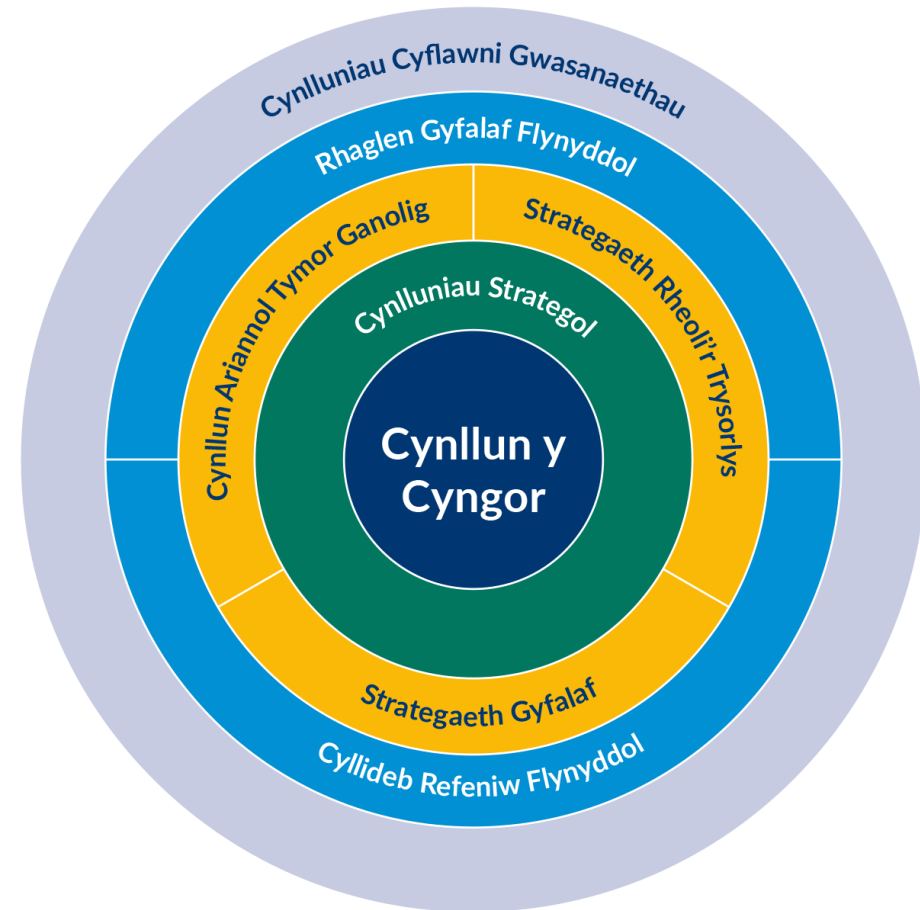 Cynlluniau Cyflawni Gwasanaethau
Rhaglen Gyfalaf Flynyddol
Cynllun Ariannol Tymor Ganolig
Strategaeth Rheoli'r Trysorlys
Cynlluniau Strategol
Cynllun y
Cyngor
Strategaeth Gyfalaf
Cyllideb Refeniw Flynyddol